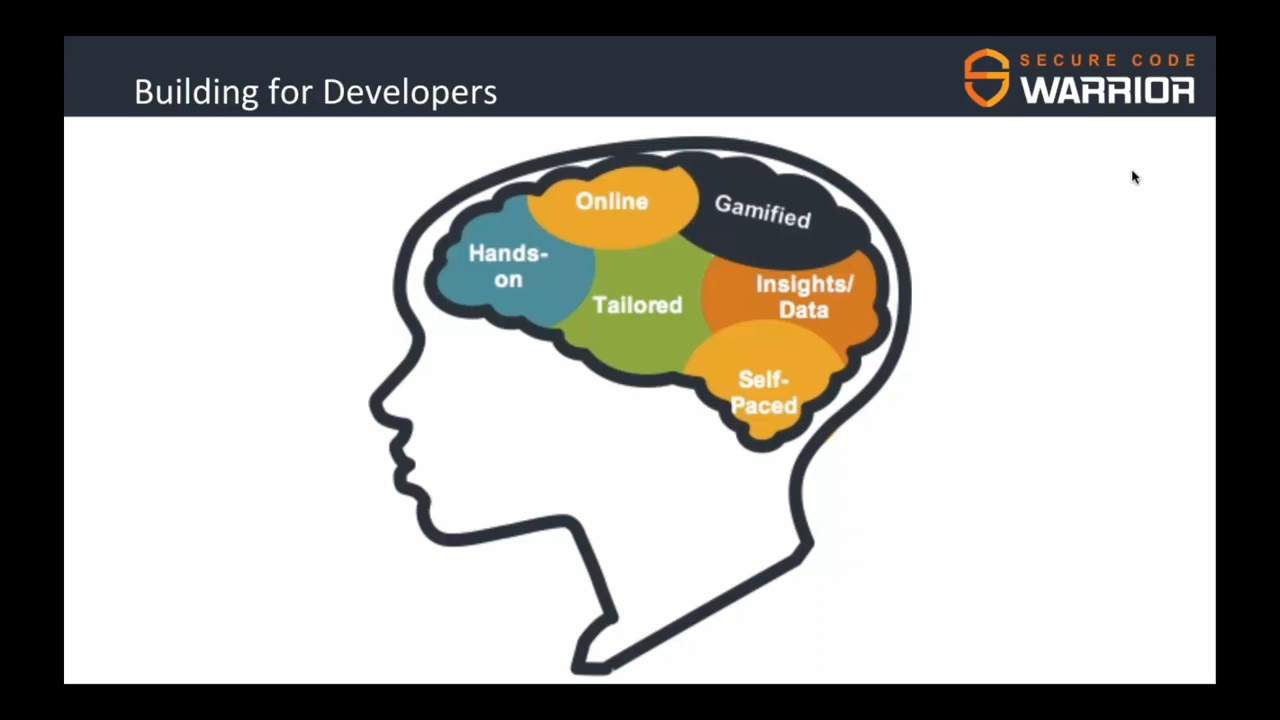 Building for Developers
SECURE CODE
WARRIOR
Online
Gamified
Hands-
on
Insights/
Data
Tailored
Self-
Paced